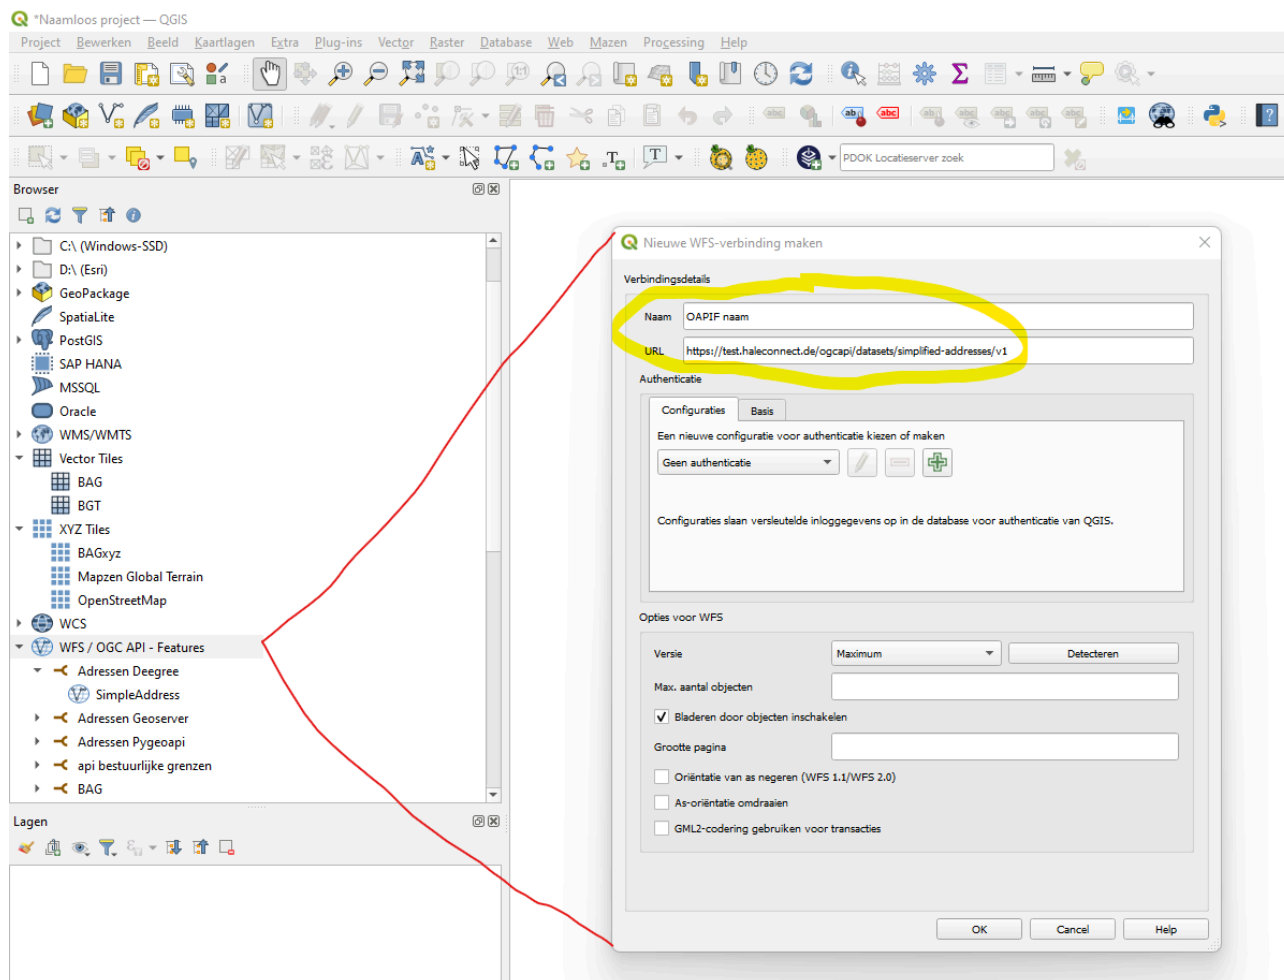 *Naamloos project — QGIS
Project Bewerken Beeld Kaartlagen Extra Plug-ins Vector Raster Database Web Mazen Processing Help
PDOK Locatieserver zoek
Browser
C:\ (Windows-SSD)
D:\ (Esri)
GeoPackage
SpatiaLite
PostGIS
SAP HANA
MSSQL
Oracle
WMS/WMTS
Vector Tiles
BAG
BGT
XYZ Tiles
BAGxyz
Mapzen Global Terrain
OpenStreetMap
WCS
WFS / OGC API - Features
Adressen Deegree
SimpleAddress
Adressen Geoserver
Adressen Pygeoapi
api bestuurlijke grenzen
BAG
Lagen
Nieuwe WFS-verbinding maken
Verbindingsdetails
Naam OAPIF naam
URL https://test.haleconnect.de/ogcapi/datasets/simplified-addresses/v1
Authenticatie
Configuraties Basis
Een nieuwe configuratie voor authenticatie kiezen of maken
Geen authenticatie
Configuraties slaan versleutelde inloggegevens op in de database voor authenticatie van QGIS.
Opties voor WFS
Versie Maximum Detecteren
Max. aantal objecten
Bladeren door objecten inschakelen
Grootte pagina
Oriëntatie van as negeren (WFS 1.1/WFS 2.0)
As-oriëntatie omdraaien
GML2-codering gebruiken voor transacties
OK Cancel Help